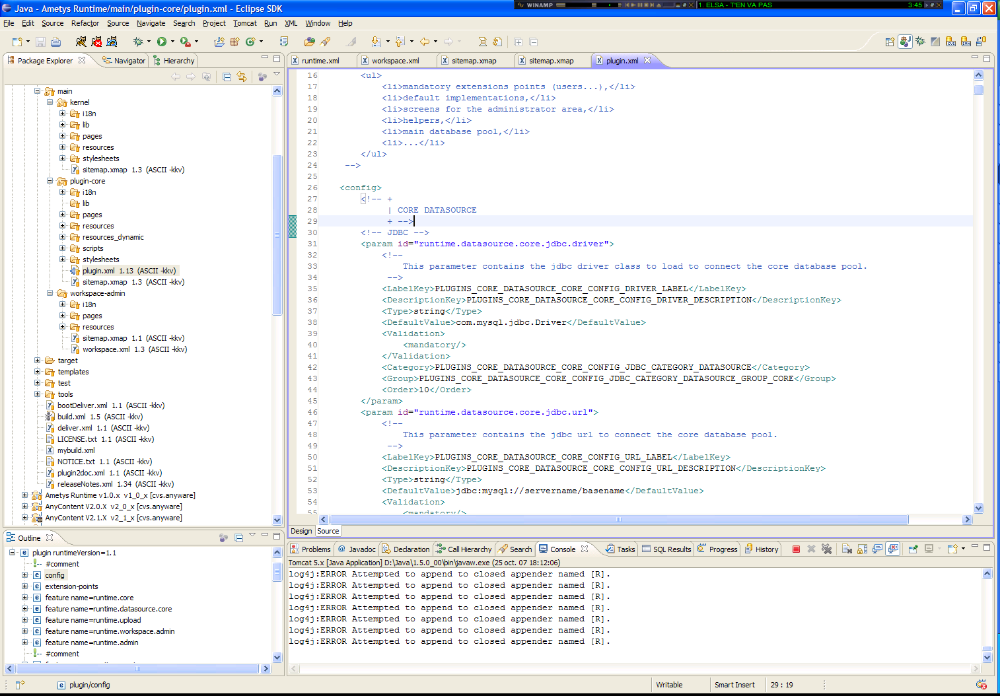 Java - Ametys Runtime/main/plugin-core/plugin.xml - Eclipse SDK
WINAMP
1. ELSA - T'EN VA PAS
3:45
File Edit Source Refactor Source Navigate Search Project Tomcat Run XML Window Help
Package Explorer Navigator Hierarchy
main
kernel
i18n
lib
pages
resources
stylesheets
sitemap.xmap 1.3 (ASCII -kkv)
plugin-core
i18n
lib
pages
resources
resources_dynamic
scripts
stylesheets
plugin.xml 1.13 (ASCII -kkv)
sitemap.xmap 1.3 (ASCII -kkv)
workspace-admin
i18n
pages
resources
sitemap.xmap 1.1 (ASCII -kkv)
workspace.xml 1.3 (ASCII -kkv)
target
templates
test
tools
bootDeliver.xml 1.1 (ASCII -kkv)
build.xml 1.5 (ASCII -kkv)
deliver.xml 1.1 (ASCII -kkv)
LICENSE.txt 1.1 (ASCII -kkv)
mybuild.xml
NOTICE.txt 1.1 (ASCII -kkv)
plugin2doc.xml 1.1 (ASCII -kkv)
releaseNotes.xml 1.34 (ASCII -kkv)
Ametys Runtime v1.0.x v1_0_x [cvs.anyware]
AnyContent V2.0.X v2_0_x [cvs.anyware]
AnyContent V2.1.X v2_1_x [cvs.anyware]
runtime.xml workspace.xml sitemap.xmap sitemap.xmap plugin.xml
16 <ul>
17 <li>mandatory extensions points (users...),</li>
18 <li>default implementations,</li>
19 <li>screens for the administrator area,</li>
20 <li>helpers,</li>
21 <li>main database pool,</li>
22 <li>...</li>
23 </ul>
24 -->
25
26 <config>
27 <!-- +
28 | CORE DATASOURCE
29 + -->
30 <!-- JDBC -->
31 <param id="runtime.datasource.core.jdbc.driver">
32 <!--
33 This parameter contains the jdbc driver class to load to connect the core database pool.
34 -->
35 <LabelKey>PLUGINS_CORE_DATASOURCE_CORE_CONFIG_DRIVER_LABEL</LabelKey>
36 <DescriptionKey>PLUGINS_CORE_DATASOURCE_CORE_CONFIG_DRIVER_DESCRIPTION</DescriptionKey>
37 <Type>string</Type>
38 <DefaultValue>com.mysql.jdbc.Driver</DefaultValue>
39 <Validation>
40 <mandatory/>
41 </Validation>
42 <Category>PLUGINS_CORE_DATASOURCE_CORE_CONFIG_JDBC_CATEGORY_DATASOURCE</Category>
43 <Group>PLUGINS_CORE_DATASOURCE_CORE_CONFIG_JDBC_CATEGORY_DATASOURCE_GROUP_CORE</Group>
44 <Order>10</Order>
45 </param>
46 <param id="runtime.datasource.core.jdbc.url">
47 <!--
48 This parameter contains the jdbc url to connect the core database pool.
49 -->
50 <LabelKey>PLUGINS_CORE_DATASOURCE_CORE_CONFIG_URL_LABEL</LabelKey>
51 <DescriptionKey>PLUGINS_CORE_DATASOURCE_CORE_CONFIG_URL_DESCRIPTION</DescriptionKey>
52 <Type>string</Type>
53 <DefaultValue>jdbc:mysql://servername/basename</DefaultValue>
54 <Validation>
55 <mandatory/>
Design Source
Outline
plugin runtimeVersion=1.1
#comment
config
extension-points
feature name=runtime.core
feature name=runtime.datasource.core
feature name=runtime.upload
feature name=runtime.workspace.admin
feature name=runtime.admin
#comment
Problems Javadoc Declaration Call Hierarchy Search Console Tasks SQL Results Progress History
Tomcat 5.x [Java Application] D:\Java\1.5.0_00\bin\javaw.exe (25 oct. 07 18:12:06)
log4j:ERROR Attempted to append to closed appender named [R].
log4j:ERROR Attempted to append to closed appender named [R].
log4j:ERROR Attempted to append to closed appender named [R].
log4j:ERROR Attempted to append to closed appender named [R].
log4j:ERROR Attempted to append to closed appender named [R].
log4j:ERROR Attempted to append to closed appender named [R].
log4j:ERROR Attempted to append to closed appender named [R].
plugin/config Writable Smart Insert 29 : 19